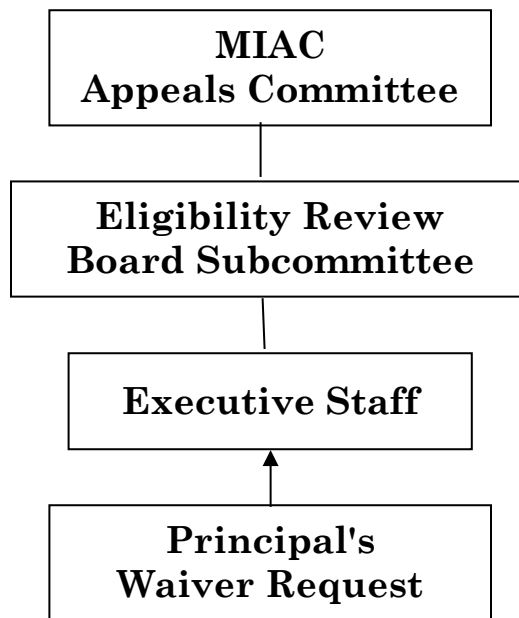 MIAC
Appeals Committee
Eligibility Review
Board Subcommittee
Executive Staff
Principal's
Waiver Request